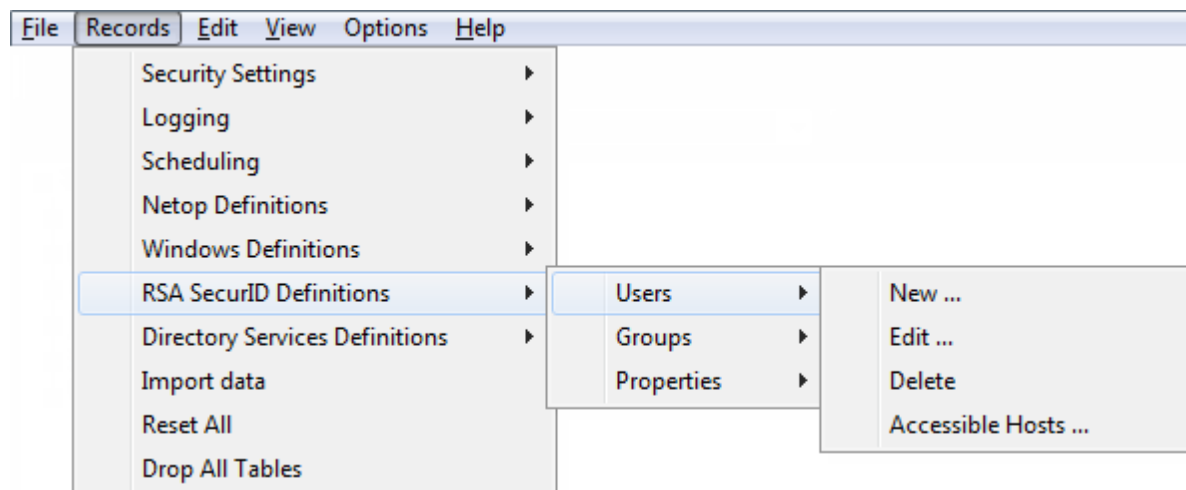 File Records Edit View Options Help
Security Settings
Logging
Scheduling
Netop Definitions
Windows Definitions
RSA SecurID Definitions
Directory Services Definitions
Import data
Reset All
Drop All Tables
Users
Groups
Properties
New ...
Edit ...
Delete
Accessible Hosts ...